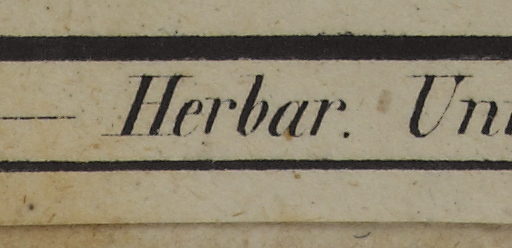 — Herbar.